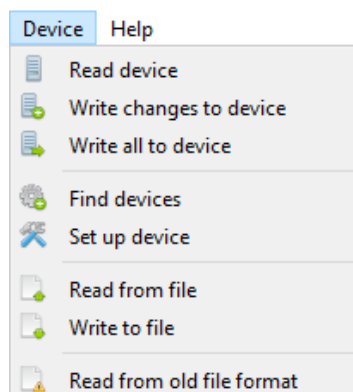 Device Help
Read device
Write changes to device
Write all to device
Find devices
Set up device
Read from file
Write to file
Read from old file format